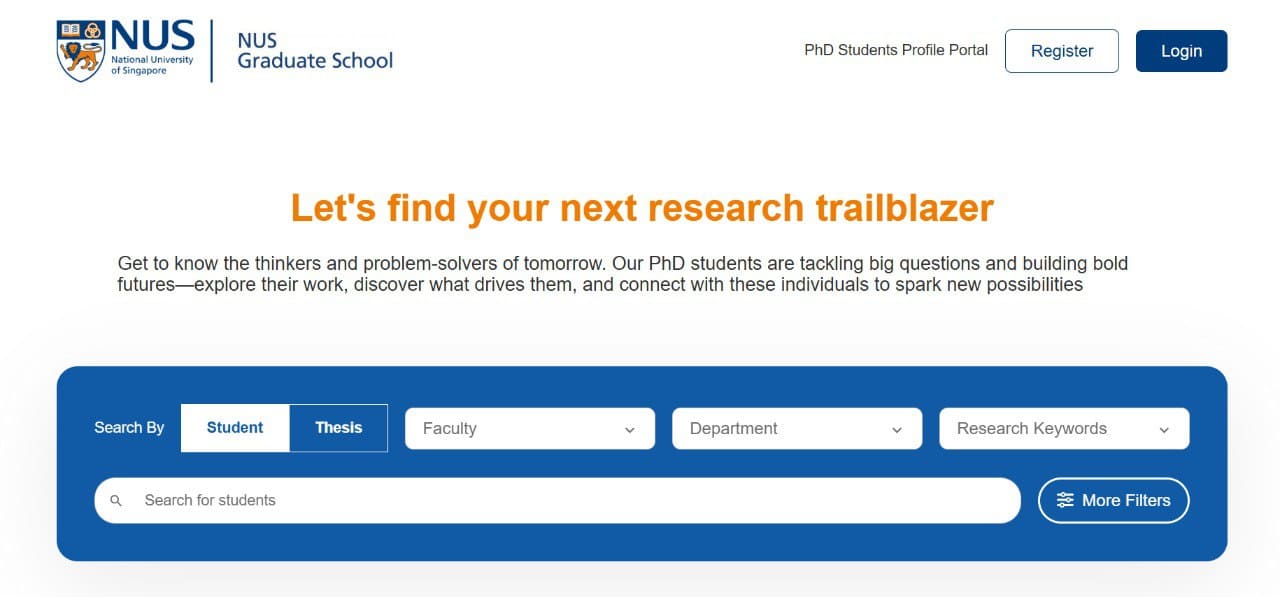 NUS
National University
of Singapore
NUS
Graduate School
PhD Students Profile Portal
Register
Login
Let's find your next research trailblazer
Get to know the thinkers and problem-solvers of tomorrow. Our PhD students are tackling big questions and building bold
futures—explore their work, discover what drives them, and connect with these individuals to spark new possibilities
Search By
Student
Thesis
Faculty
Department
Research Keywords
Search for students
More Filters